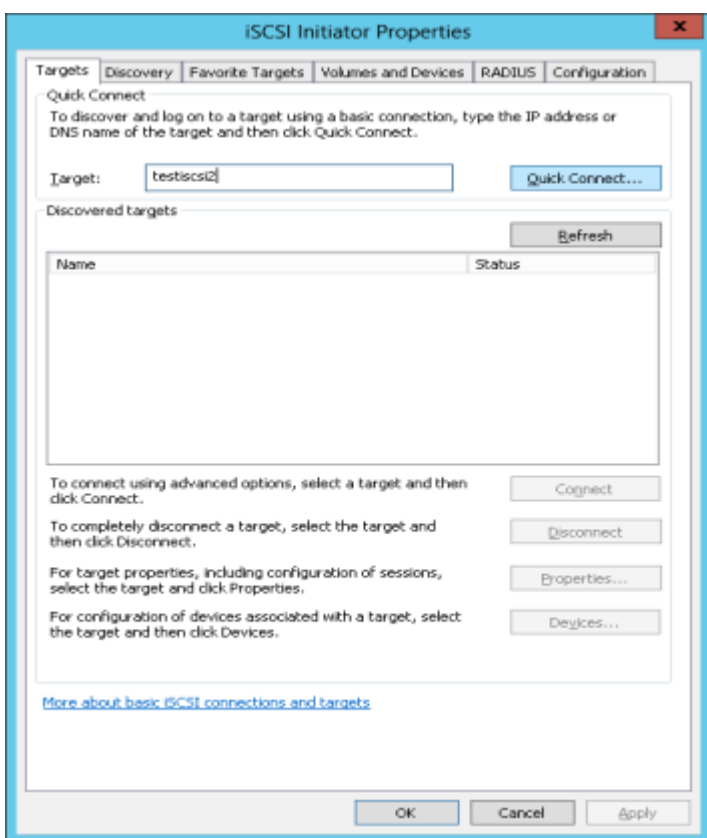 iSCSI Initiator Properties
x
Targets Discovery Favorite Targets Volumes and Devices RADIUS Configuration
Quick Connect
To discover and log on to a target using a basic connection, type the IP address or
DNS name of the target and then click Quick Connect.
Target: testiscsi2 Quick Connect...
Discovered targets
Refresh
Name Status
To connect using advanced options, select a target and then
click Connect.
Connect
To completely disconnect a target, select the target and
then click Disconnect.
Disconnect
For target properties, including configuration of sessions,
select the target and click Properties.
Properties...
For configuration of devices associated with a target, select
the target and then click Devices.
Devices...
More about basic iSCSI connections and targets
OK Cancel Apply